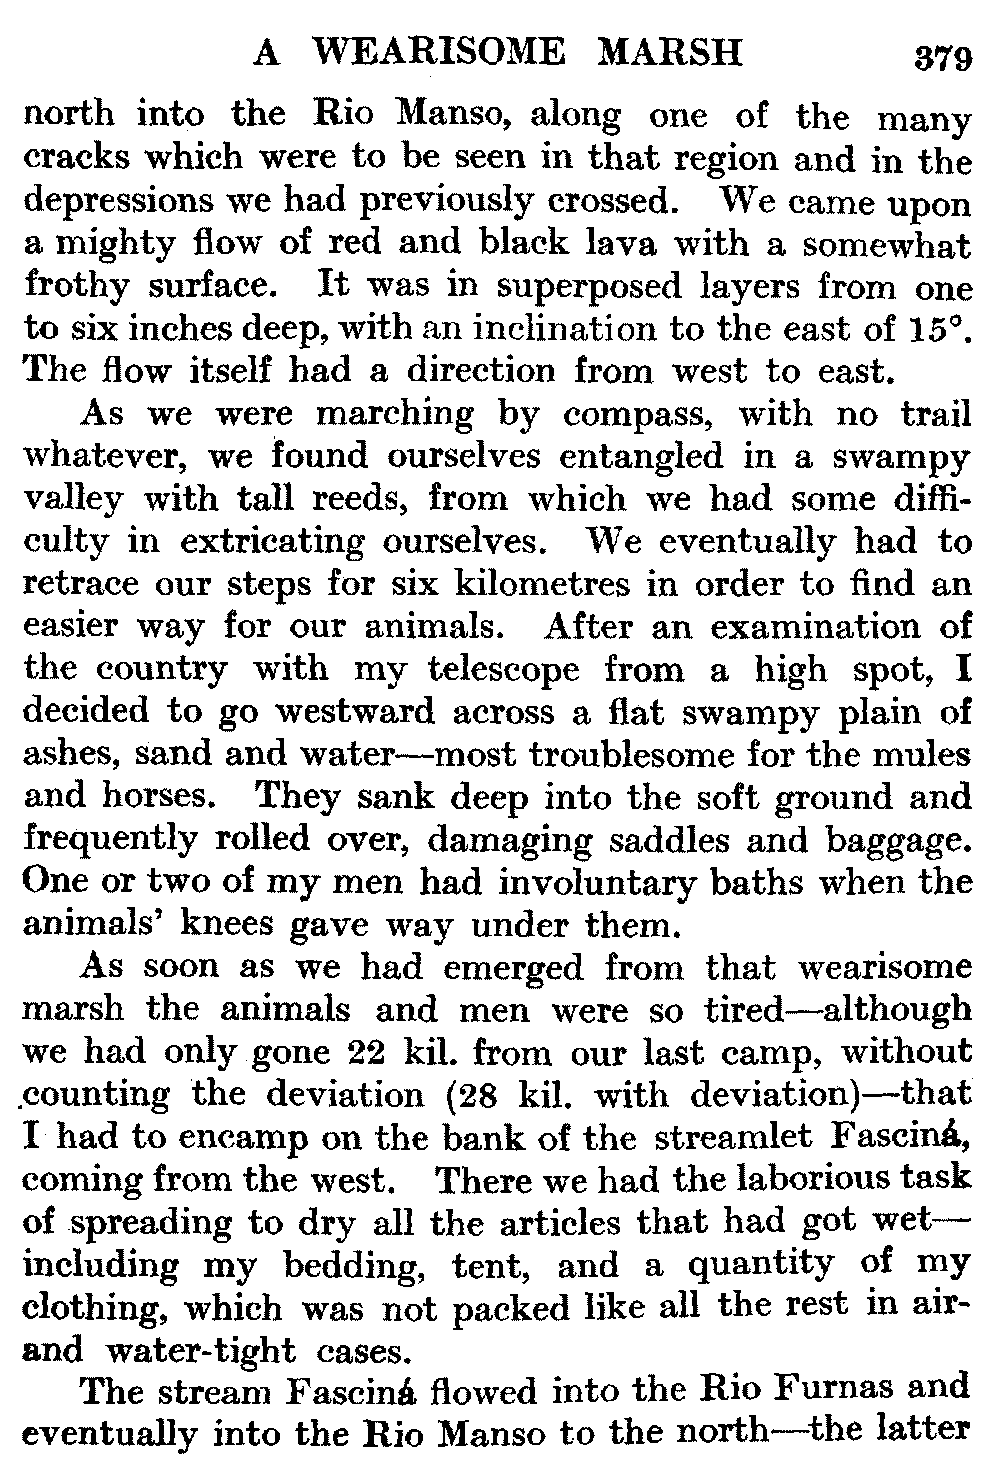 A WEARISOME MARSH 379
north into the Rio Manso, along one of the many
cracks which were to be seen in that region and in the
depressions we had previously crossed. We came upon
a mighty flow of red and black lava with a somewhat
frothy surface. It was in superposed layers from one
to six inches deep, with an inclination to the east of 15°.
The flow itself had a direction from west to east.
As we were marching by compass, with no trail
whatever, we found ourselves entangled in a swampy
valley with tall reeds, from which we had some diffi-
culty in extricating ourselves. We eventually had to
retrace our steps for six kilometres in order to find an
easier way for our animals. After an examination of
the country with my telescope from a high spot, I
decided to go westward across a flat swampy plain of
ashes, sand and water—most troublesome for the mules
and horses. They sank deep into the soft ground and
frequently rolled over, damaging saddles and baggage.
One or two of my men had involuntary baths when the
animals' knees gave way under them.
As soon as we had emerged from that wearisome
marsh the animals and men were so tired—although
we had only gone 22 kil. from our last camp, without
counting the deviation (28 kil. with deviation)—that
I had to encamp on the bank of the streamlet Fasciná,
coming from the west. There we had the laborious task
of spreading to dry all the articles that had got wet—
including my bedding, tent, and a quantity of my
clothing, which was not packed like all the rest in air-
and water-tight cases.
The stream Fasciná flowed into the Rio Furnas and
eventually into the Rio Manso to the north—the latter